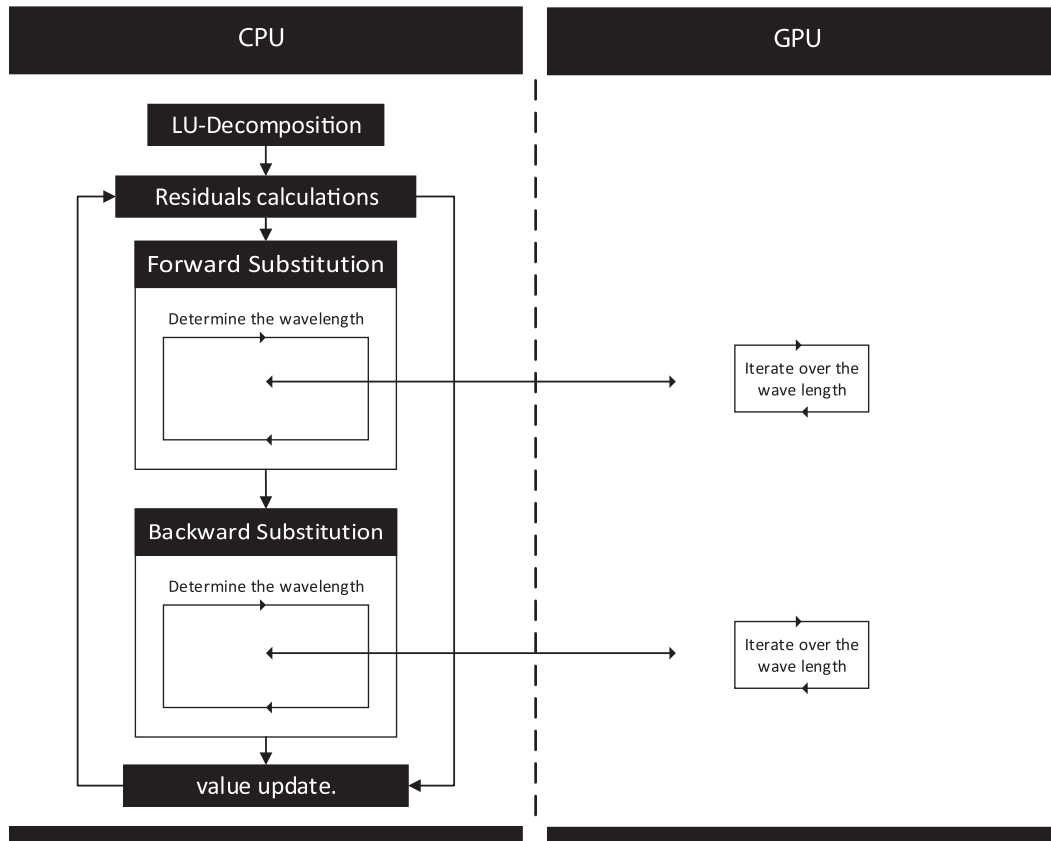 CPU
GPU
LU-Decomposition
Residuals calculations
Forward Substitution
Determine the wavelength
Iterate over the
wave length
Backward Substitution
Determine the wavelength
Iterate over the
wave length
value update.